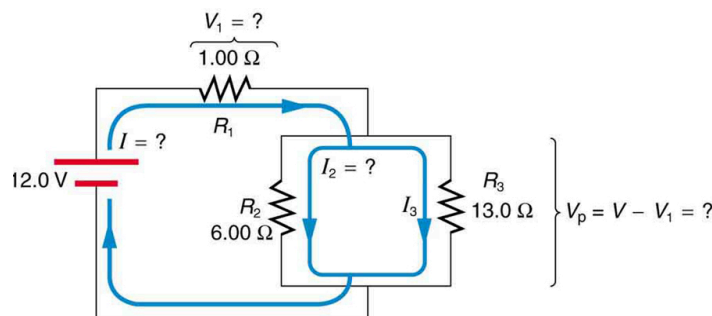 V₁ = ?
1.00 Ω
R₁
I = ?
12.0 V
I₂ = ?
R₂
6.00 Ω
I₃
R₃
13.0 Ω
Vₚ = V − V₁ = ?